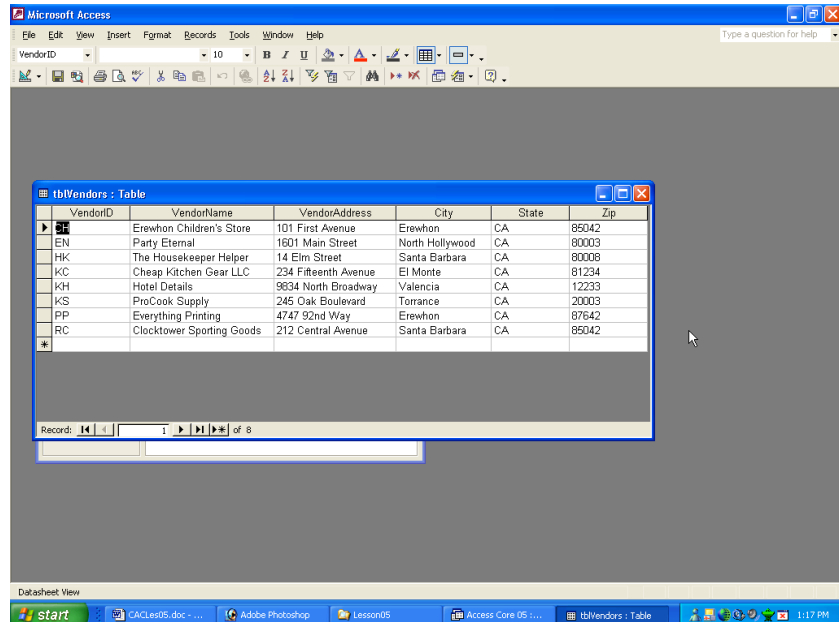 Microsoft Access
File Edit View Insert Format Records Tools Window Help Type a question for help
VendorID 10 B I U
tblVendors : Table
VendorID VendorName VendorAddress City State Zip
CH Erewhon Children's Store 101 First Avenue Erewhon CA 85042
EN Party Eternal 1601 Main Street North Hollywood CA 80003
HK The Housekeeper Helper 14 Elm Street Santa Barbara CA 80008
KC Cheap Kitchen Gear LLC 234 Fifteenth Avenue El Monte CA 81234
KH Hotel Details 9834 North Broadway Valencia CA 12233
KS ProCook Supply 245 Oak Boulevard Torrance CA 20003
PP Everything Printing 4747 92nd Way Erewhon CA 87642
RC Clocktower Sporting Goods 212 Central Avenue Santa Barbara CA 85042
Record: 1 of 8
Datasheet View
start CACLes05.doc - ... Adobe Photoshop Lesson05 Access Core 05 :... tblVendors : Table 1:17 PM